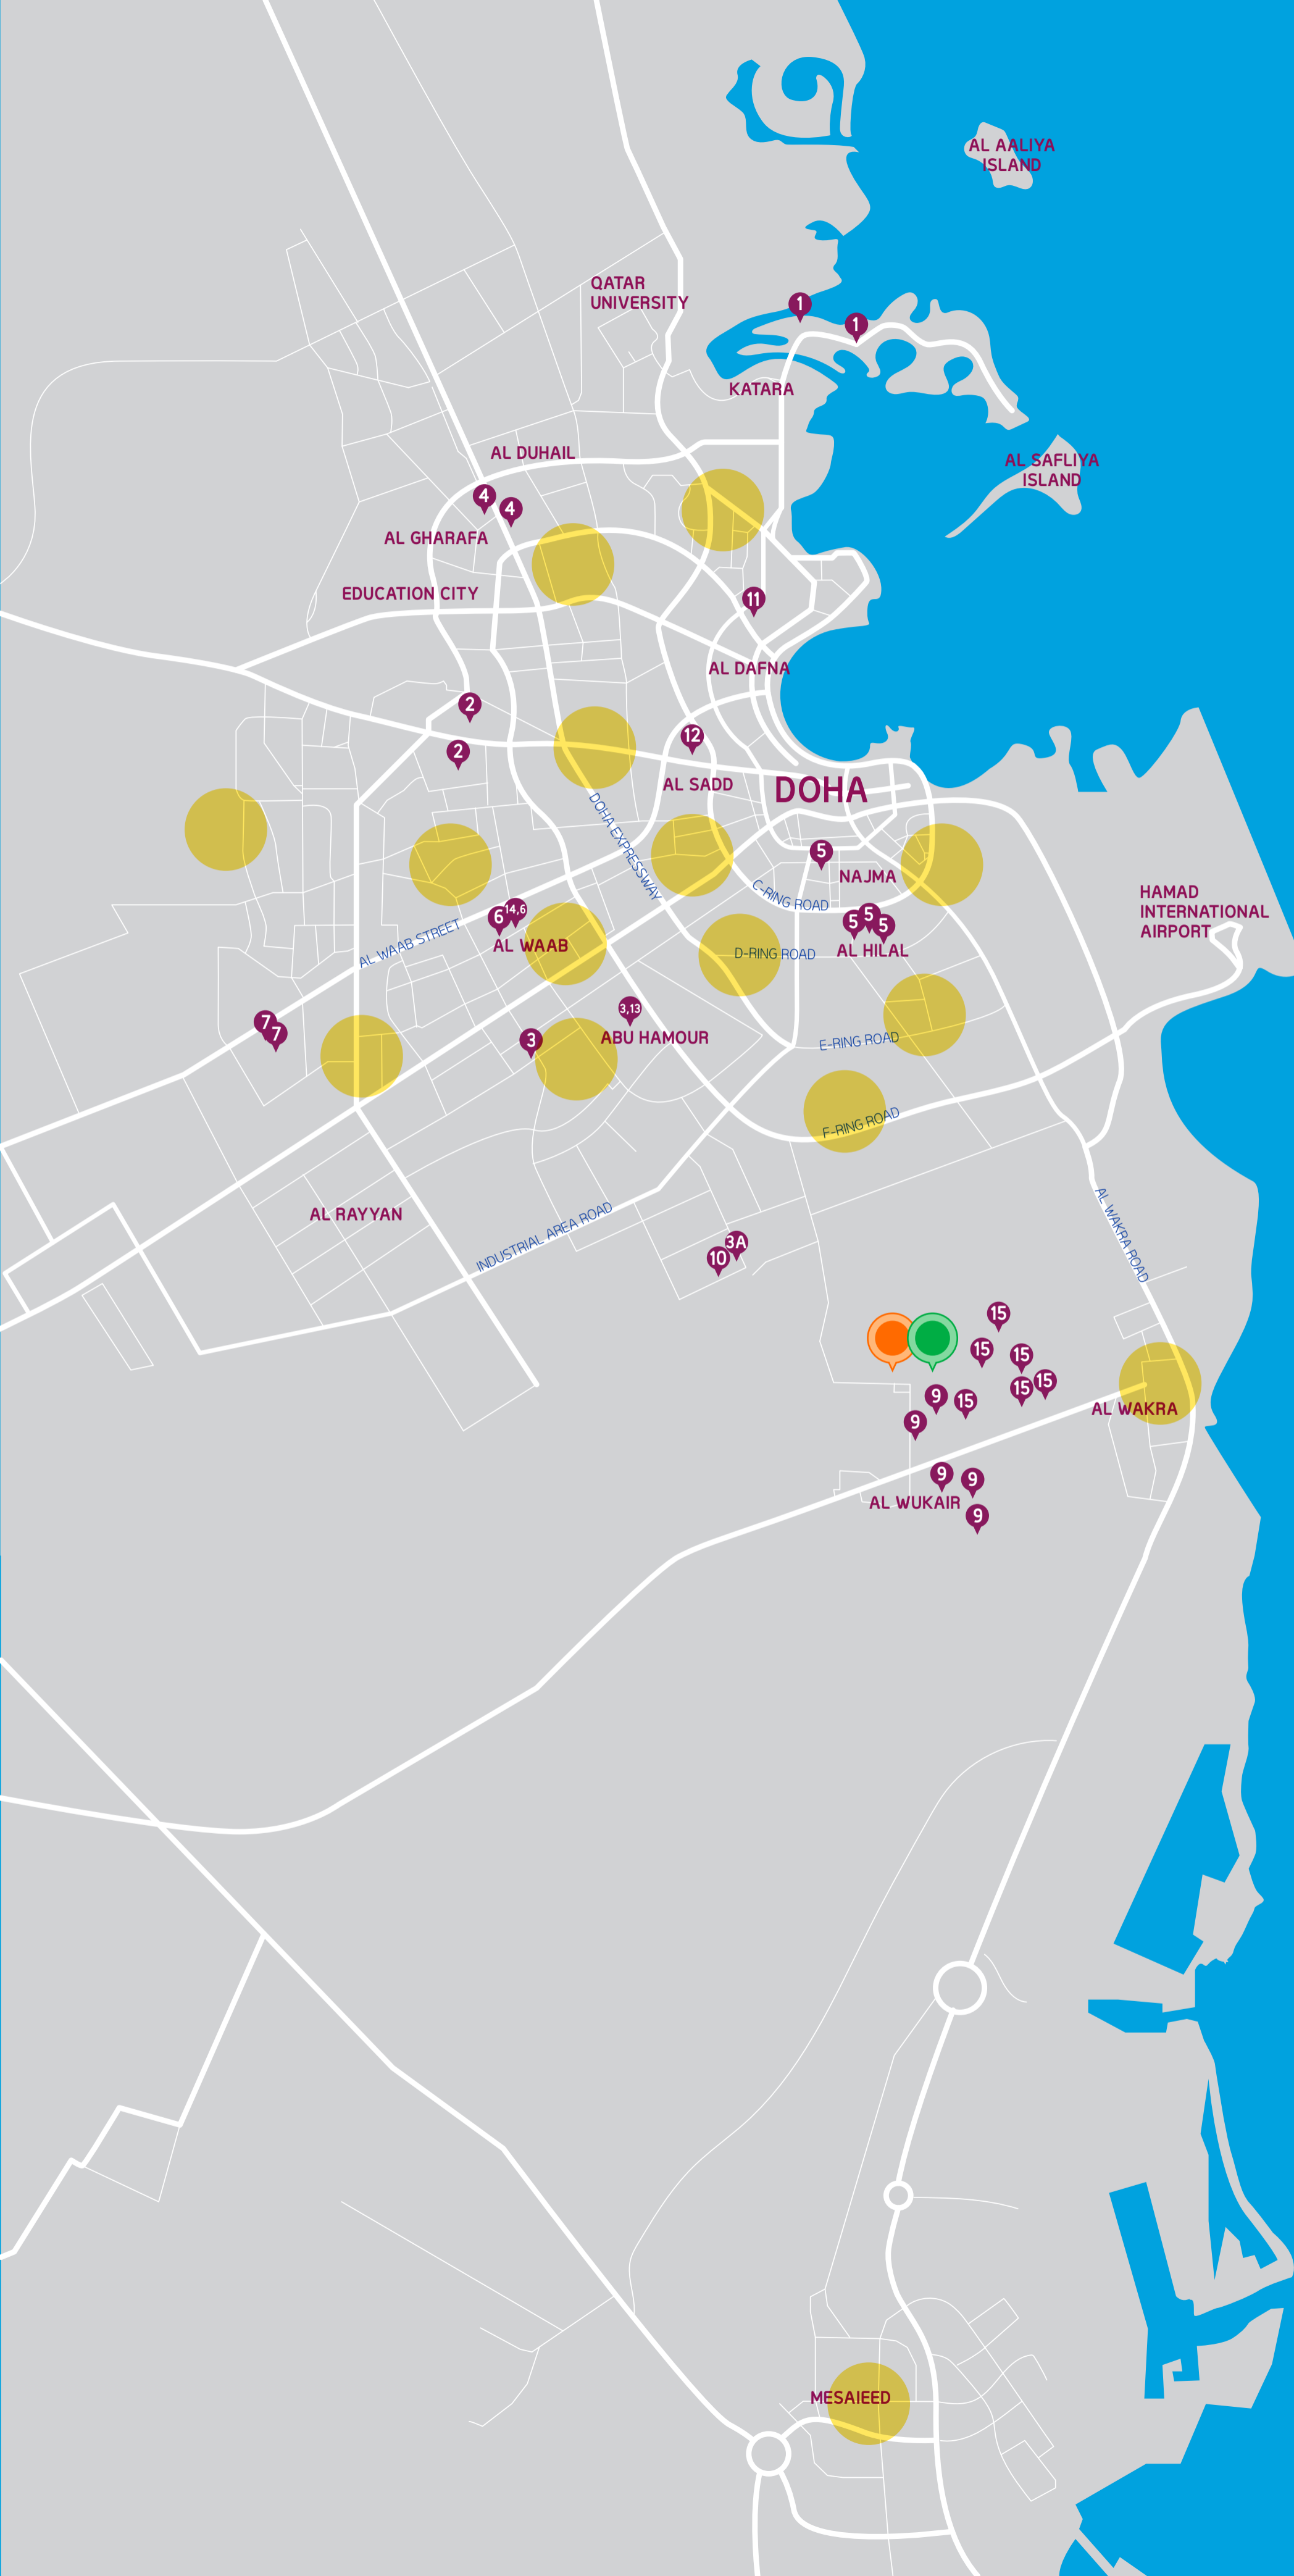 AL AALIYA
ISLAND
QATAR
UNIVERSITY
1
1
KATARA
AL DUHAIL
AL SAFLIYA
ISLAND
4
4
AL GHARAFA
EDUCATION CITY
11
AL DAFNA
2
12
2
AL SADD
DOHA
DOHA EXPRESSWAY
5
NAJMA
HAMAD
INTERNATIONAL
AIRPORT
C-RING ROAD
6
14,6
5
5
5
AL WAAB STREET
AL WAAB
D-RING ROAD
AL HILAL
3,13
7
7
3
ABU HAMOUR
E-RING ROAD
F-RING ROAD
AL RAYYAN
INDUSTRIAL AREA ROAD
AL WAKRA ROAD
3A
10
15
15
15
15
15
9
15
AL WAKRA
9
9
9
AL WUKAIR
9
MESAIEED